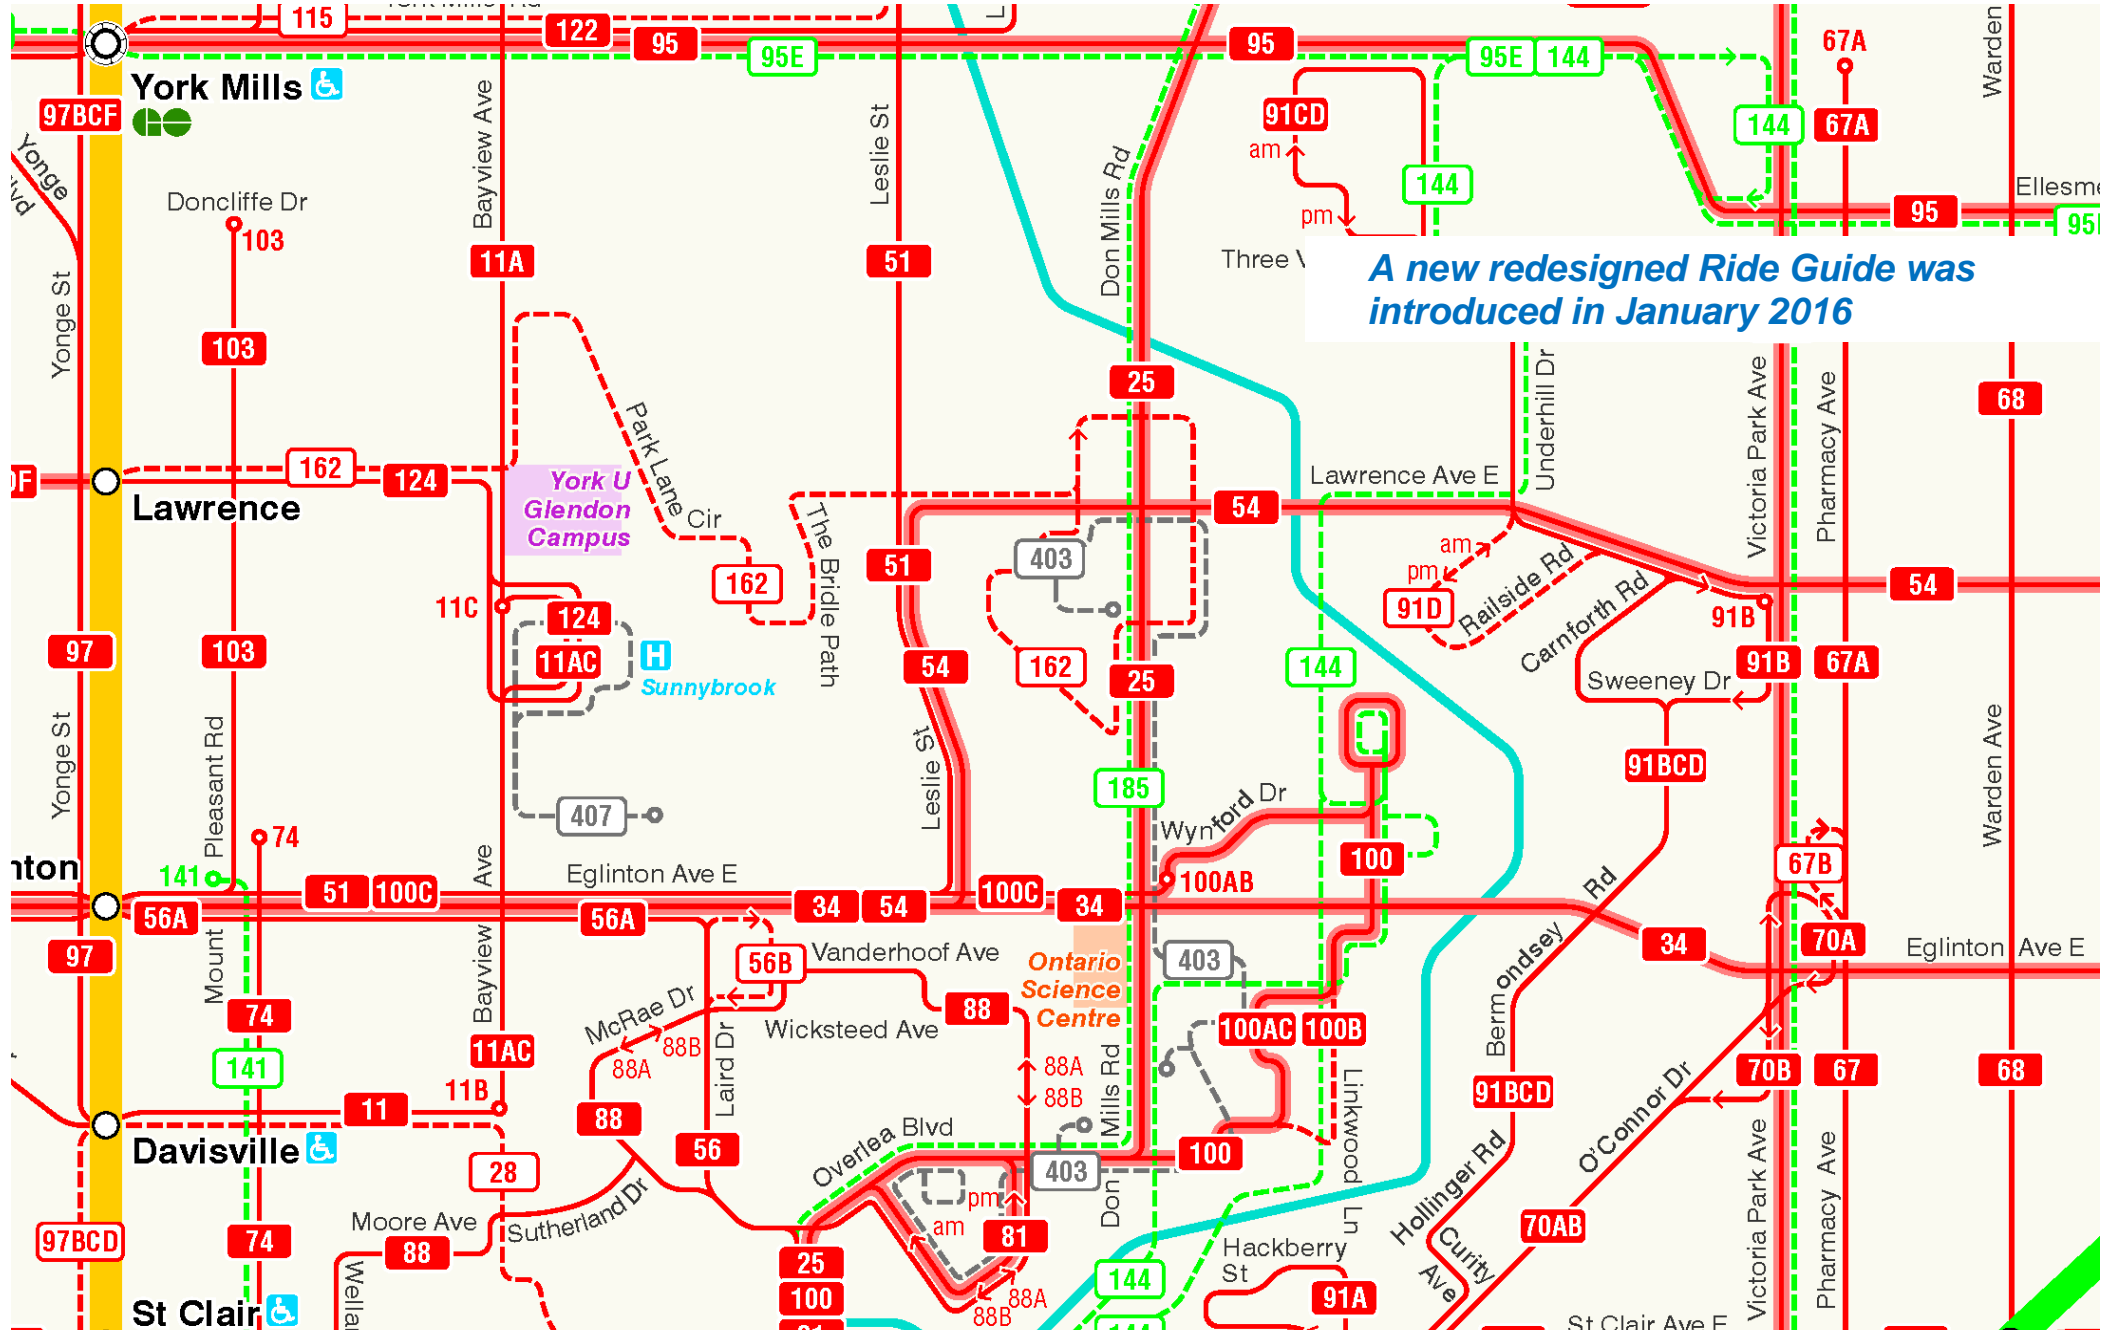 115
122
95
95E
95
95E
144
67A
Warden
York Mills
97BCF
Yonge
Bayview Ave
Leslie St
Don Mills Rd
91CD
am
pm
144
144
67A
Doncliffe Dr
103
Ellesme
95
Three
11A
51
A new redesigned Ride Guide was
introduced in January 2016
Yonge St
103
25
Underhill Dr
Victoria Park Ave
Pharmacy Ave
68
162
124
Lawrence
York U
Glendon
Campus
Park Lane
Cir
The Bridle Path
54
Lawrence Ave E
403
51
162
am
pm
91D
Railside Rd
Carnforth Rd
54
91B
11C
124
11AC
H
Sunnybrook
97
103
54
162
25
144
Sweeney Dr
91B
67A
Yonge St
Mount Pleasant Rd
Leslie St
185
91BCD
Warden Ave
407
74
Wynford Dr
100
67B
nton
141
51
100C
Eglinton Ave E
34
54
100C
34
100AB
56A
56A
Bayview Ave
97
56B
Vanderhoof Ave
Ontario
Science
Centre
403
Bermondsey Rd
34
70A
Eglinton Ave E
74
McRae Dr
88B
88A
Wicksteed Ave
88
100AC
100B
11AC
141
11B
11
88
Laird Dr
56
88A
88B
Don Mills Rd
Linkwood Ln
91BCD
70B
67
68
O'Connor Dr
Davisville
28
Overlea Blvd
403
100
Hollinger Rd
Victoria Park Ave
Pharmacy Ave
97BCD
74
Moore Ave
88
Sutherland Dr
pm
am
81
25
100
88A
88B
144
Hackberry
St
91A
Curity
Ave
70AB
St Clair
St Clair Ave E